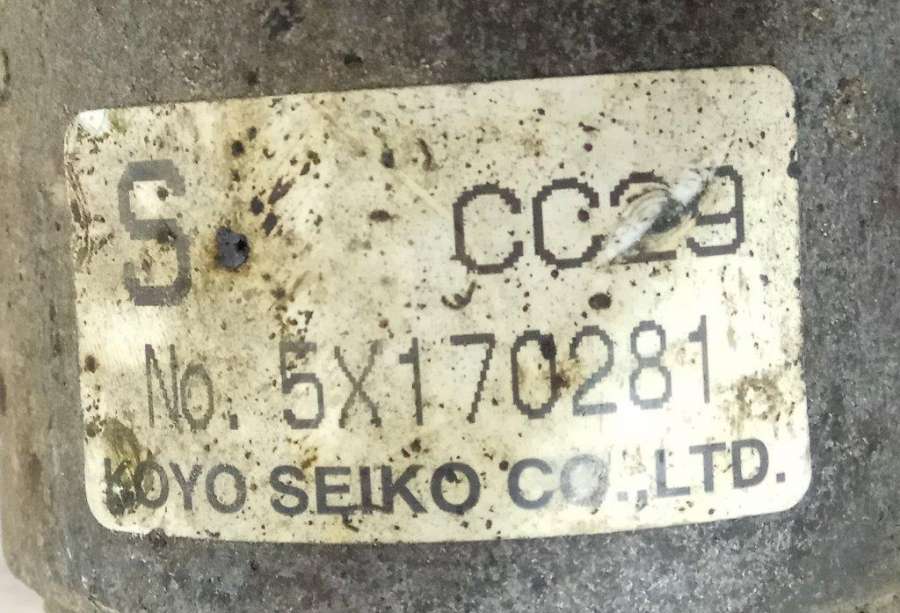 S CC29
No. 5X170281
KOYO SEIKO CO.,LTD.